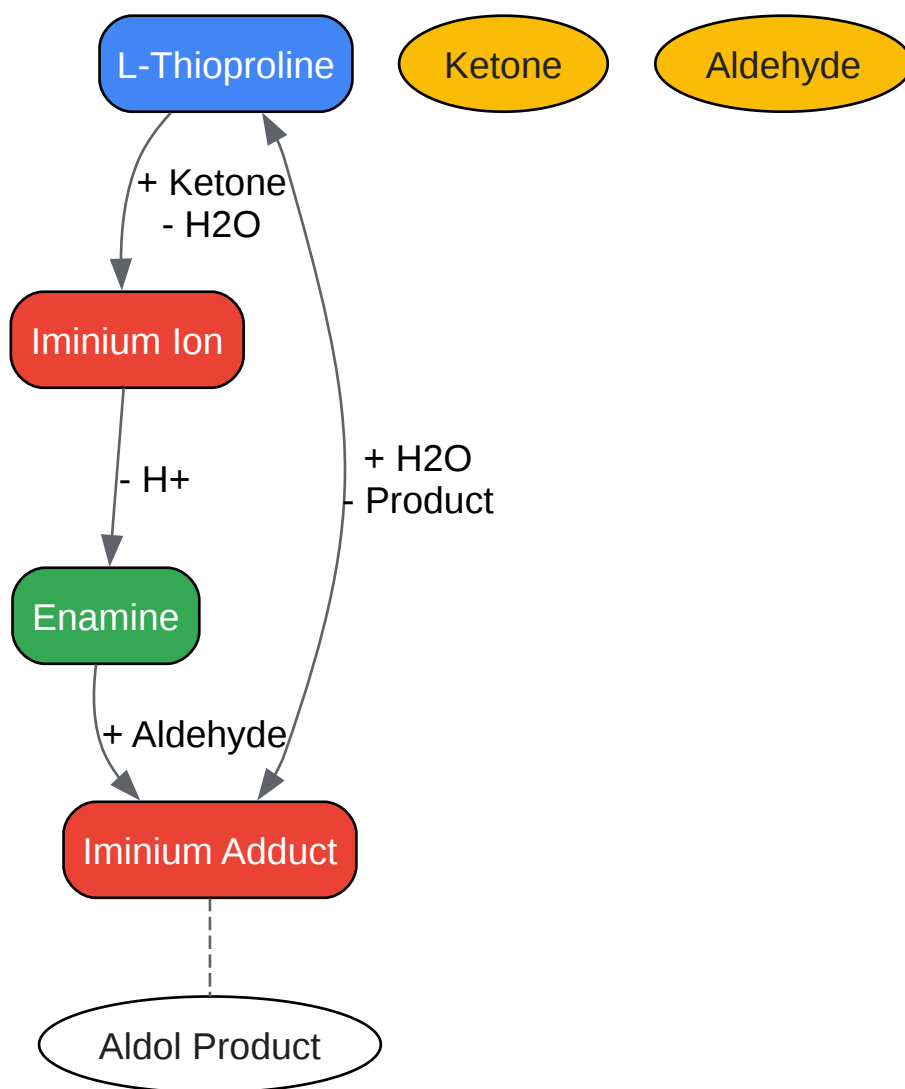 L-Thioproline
Ketone
Aldehyde
+ Ketone
- H2O
Iminium Ion
+ H2O
- Product
- H+
Enamine
+ Aldehyde
Iminium Adduct
Aldol Product